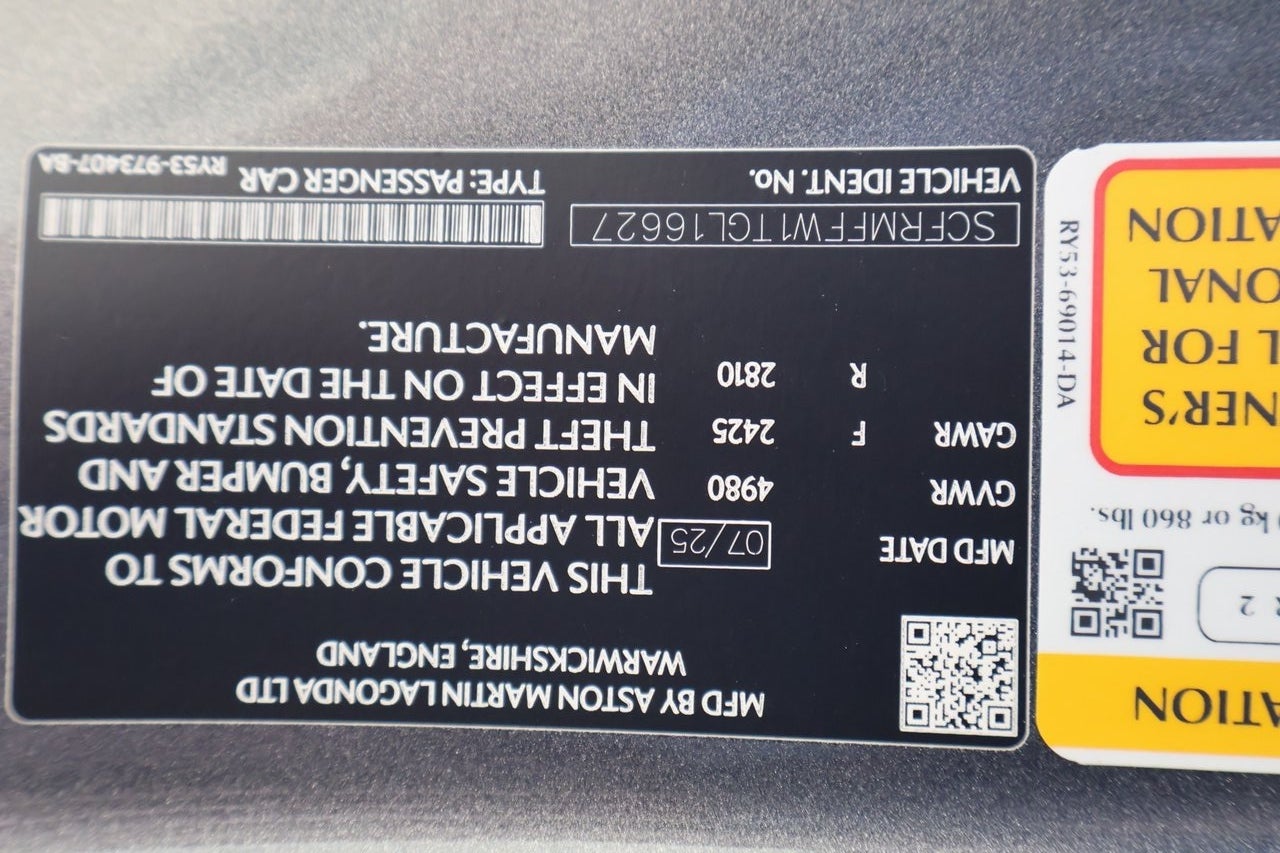 MFD BY ASTON MARTIN LAGONDA LTD
WARWICKSHIRE, ENGLAND
THIS VEHICLE CONFORMS TO
ALL APPLICABLE FEDERAL MOTOR
VEHICLE SAFETY, BUMPER AND
THEFT PREVENTION STANDARDS
IN EFFECT ON THE DATE OF
MANUFACTURE.
MFD DATE 07/25
GVWR 4980
GAWR F 2425
R 2810
SCFRMFFW1TGL16627
VEHICLE IDENT. No.
TYPE: PASSENGER CAR
RY53-973407-BA
ATION
2
kg or 860 lbs.
NER'S
L FOR
ONAL
ATION
RY53-69014-DA